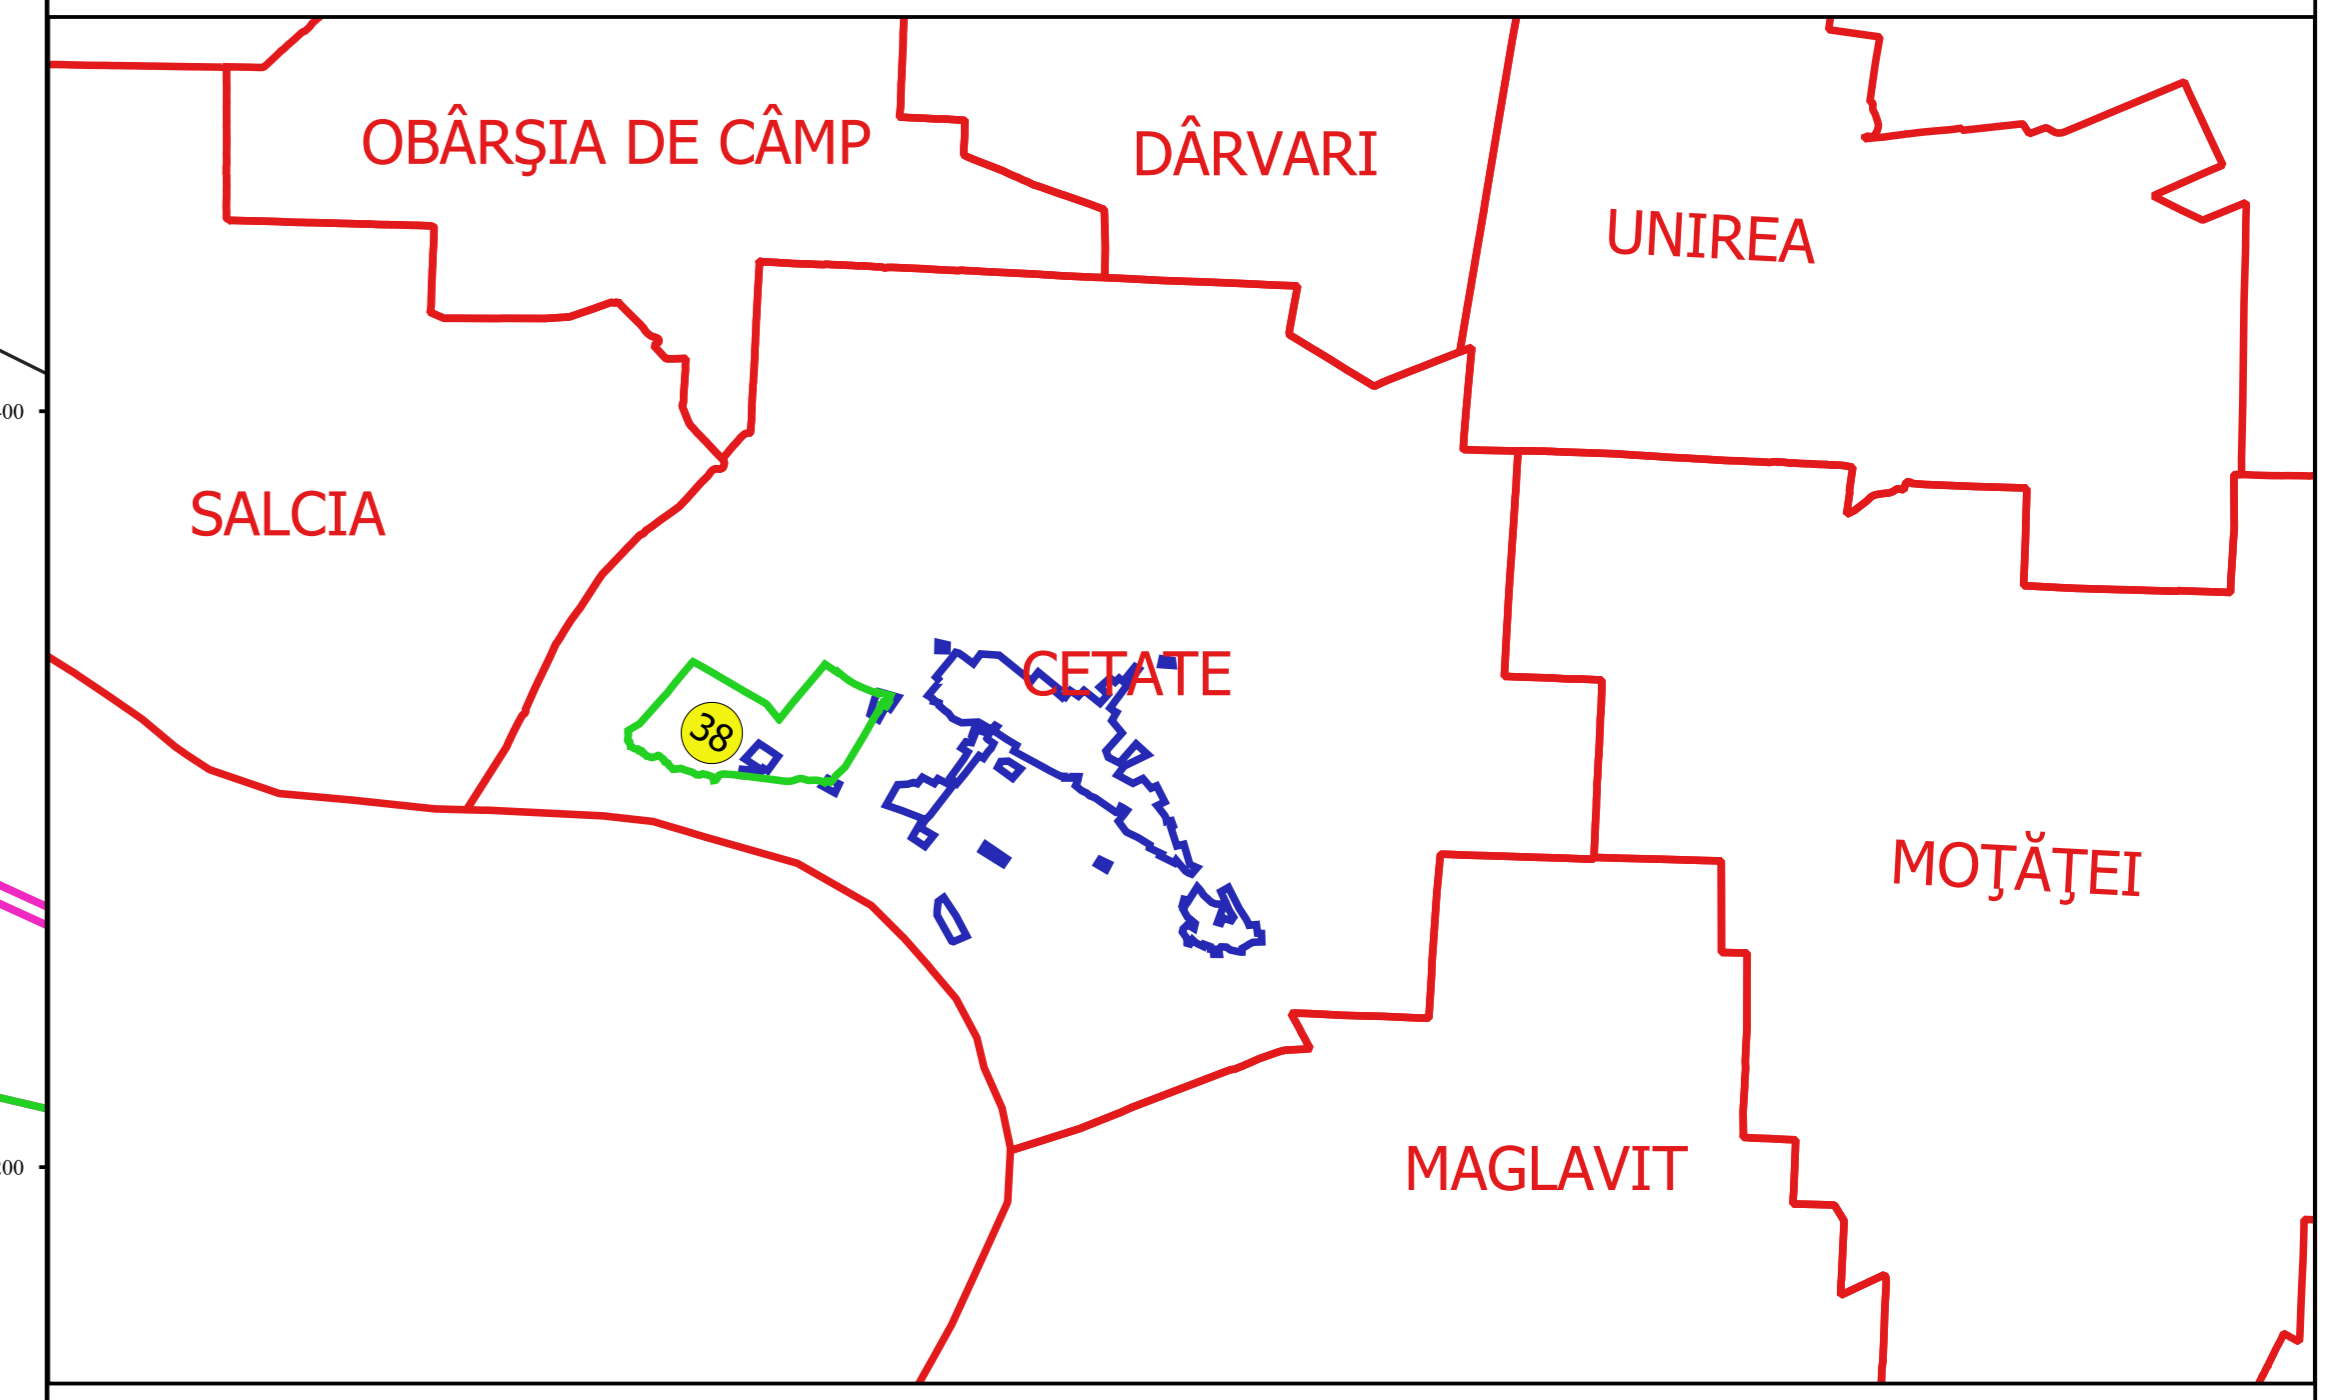 OBÂRŞIA DE CÂMP
DÂRVARI
UNIREA
SALCIA
CETATE
38
MOŢĂŢEI
MAGLAVIT